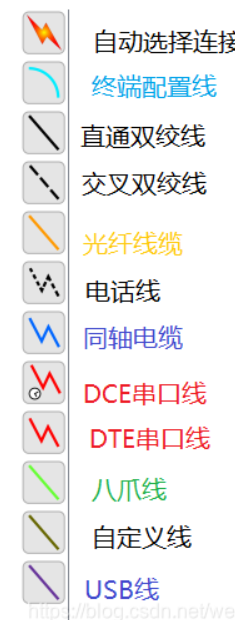 自动选择连接
终端配置线
直通双绞线
交叉双绞线
光纤线缆
电话线
同轴电缆
DCE串口线
DTE串口线
八爪线
自定义线
USB线
https://blog.csdn.net/we